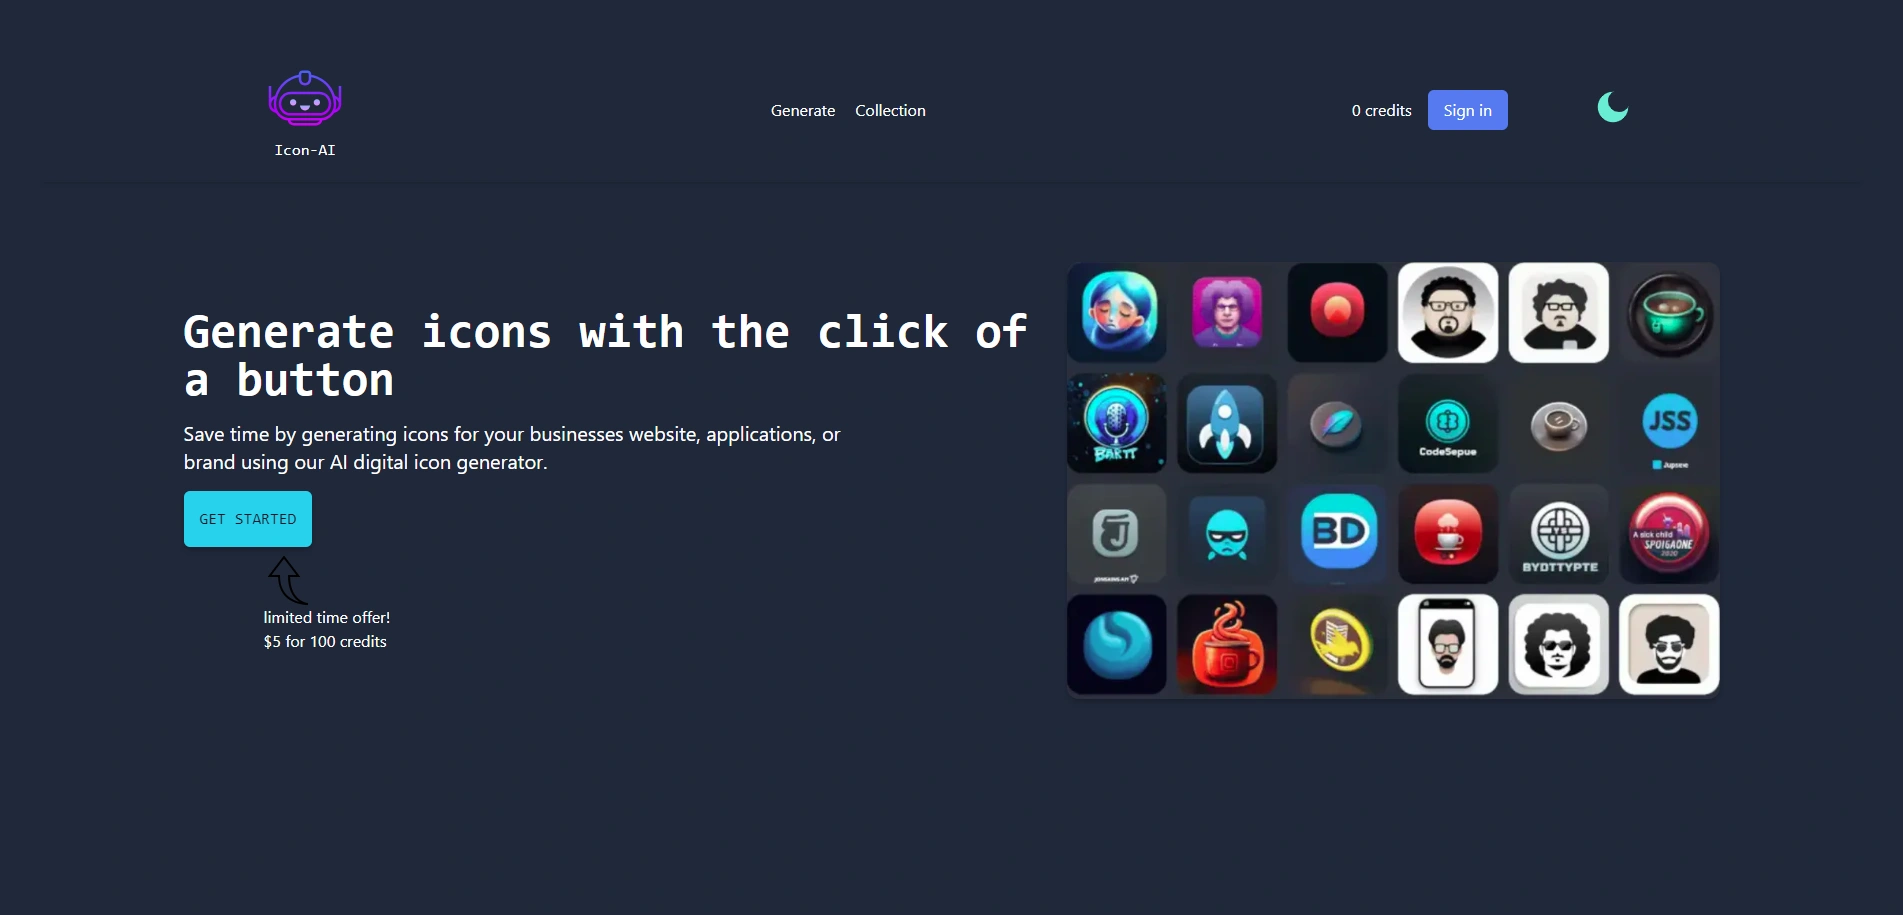 Icon-AI
Generate Collection
0 credits Sign in
Generate icons with the click of
a button
Save time by generating icons for your businesses website, applications, or
brand using our AI digital icon generator.
GET STARTED
limited time offer!
$5 for 100 credits
BARTT
CodeSepue
JSS
Jupsee
J
BD
BYDTTYPTE
A sick child
SPOIGAONE
2020